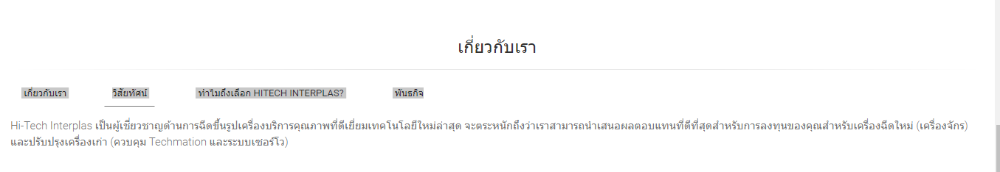 เกี่ยวกับเรา
เกี่ยวกับเรา วิสัยทัศน์ ทำไมถึงเลือก HITECH INTERPLAS? พันธกิจ
Hi-Tech Interplas เป็นผู้เชี่ยวชาญด้านการฉีดขึ้นรูปเครื่องบริการคุณภาพที่ดีเยี่ยมเทคโนโลยีใหม่ล่าสุด จะตระหนักถึงว่าเราสามารถนำเสนอผลตอบแทนที่ดีที่สุดสำหรับการลงทุนของคุณสำหรับเครื่องฉีดใหม่ (เครื่องจักร)
และปรับปรุงเครื่องเก่า (ควบคุม Techmation และระบบเซอร์โว)